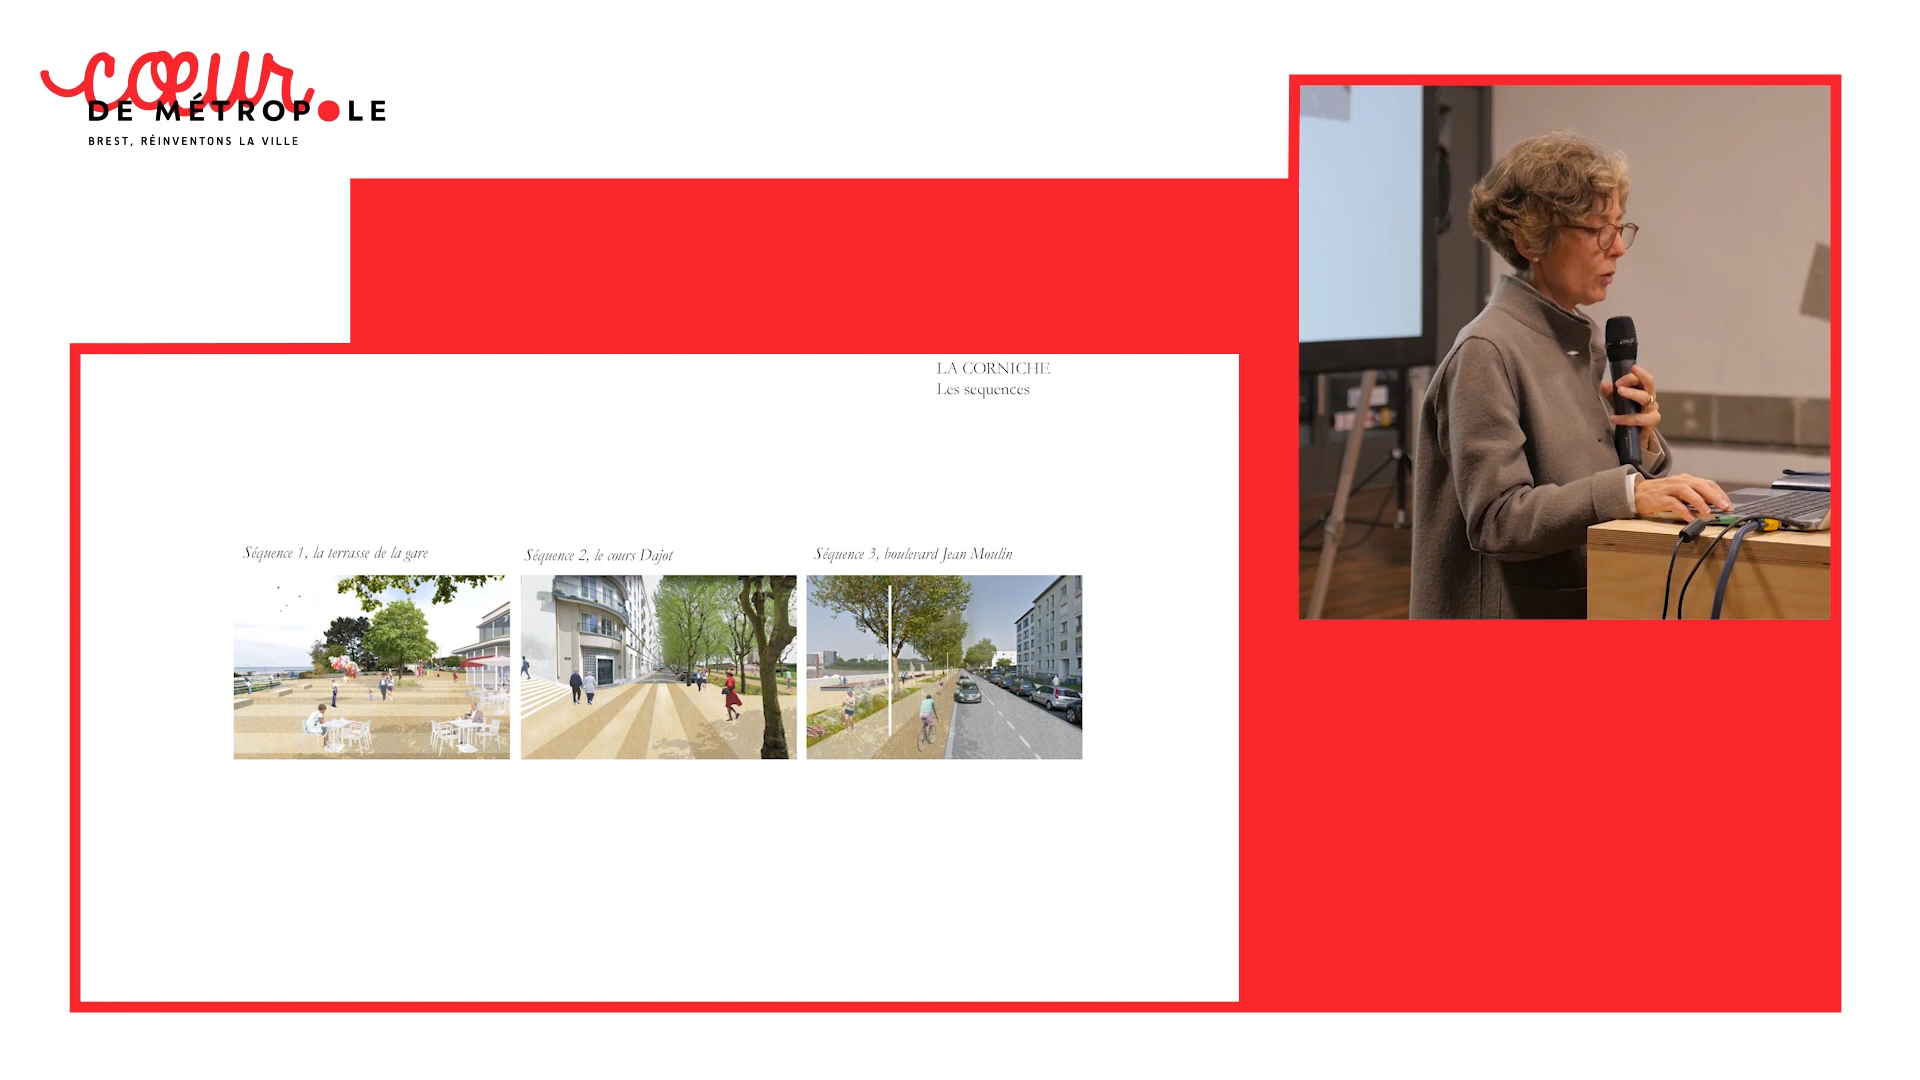 cœur
DE MÉTROPOLE
BREST, RÉINVENTONS LA VILLE
LA CORNICHE
Les sequences
Séquence 1, la terrasse de la gare
Séquence 2, le cours Dajot
Séquence 3, boulevard Jean Moulin